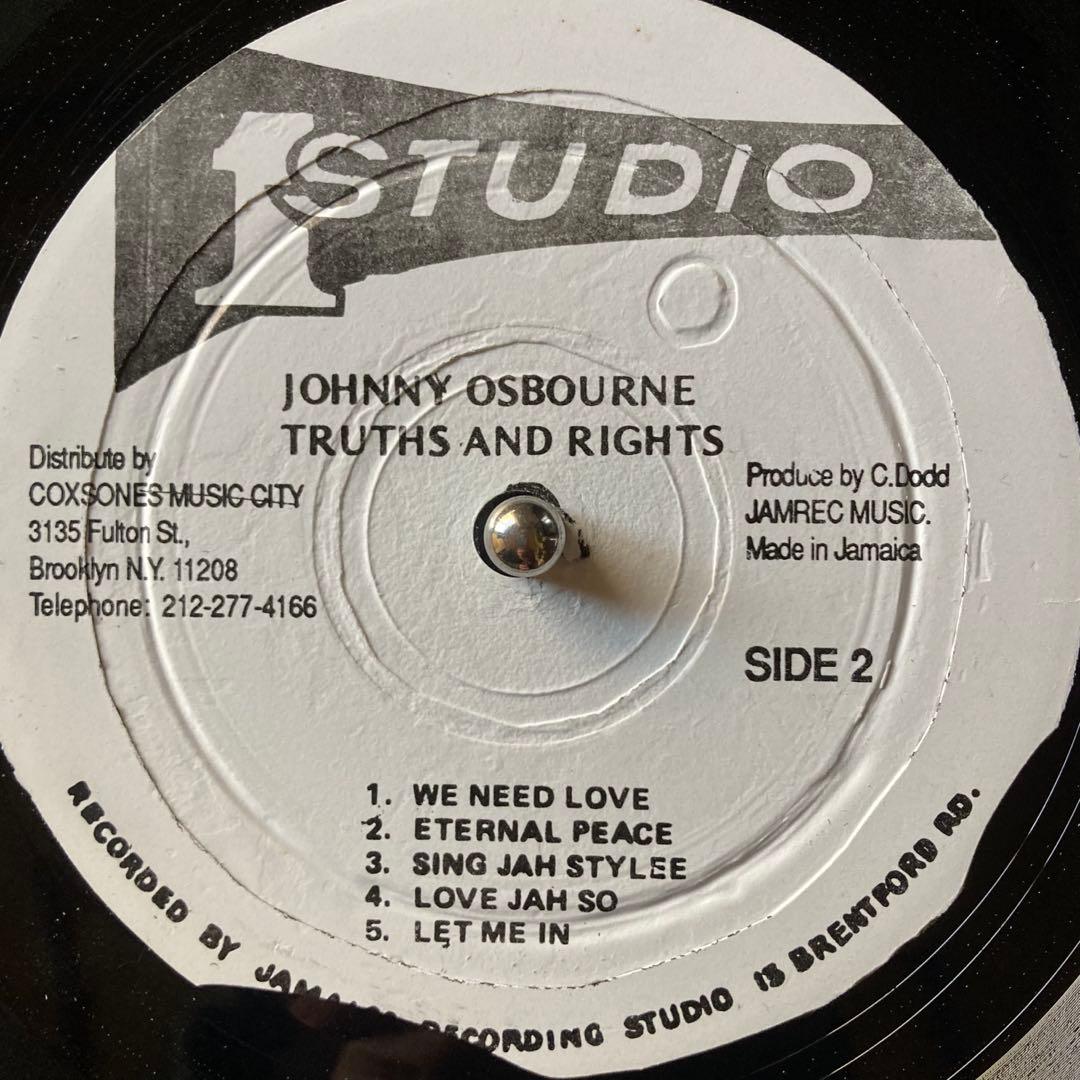 1 STUDIO
JOHNNY OSBOURNE
TRUTHS AND RIGHTS
Distribute by
COXSONES MUSIC CITY
3135 Fulton St.,
Brooklyn N.Y. 11208
Telephone: 212-277-4166
Produce by C.Dodd
JAMREC MUSIC.
Made in Jamaica
SIDE 2
1. WE NEED LOVE
2. ETERNAL PEACE
3. SING JAH STYLEE
4. LOVE JAH SO
5. LET ME IN
RECORDED BY RECORDING STUDIO 13 BRENTFORD RD.